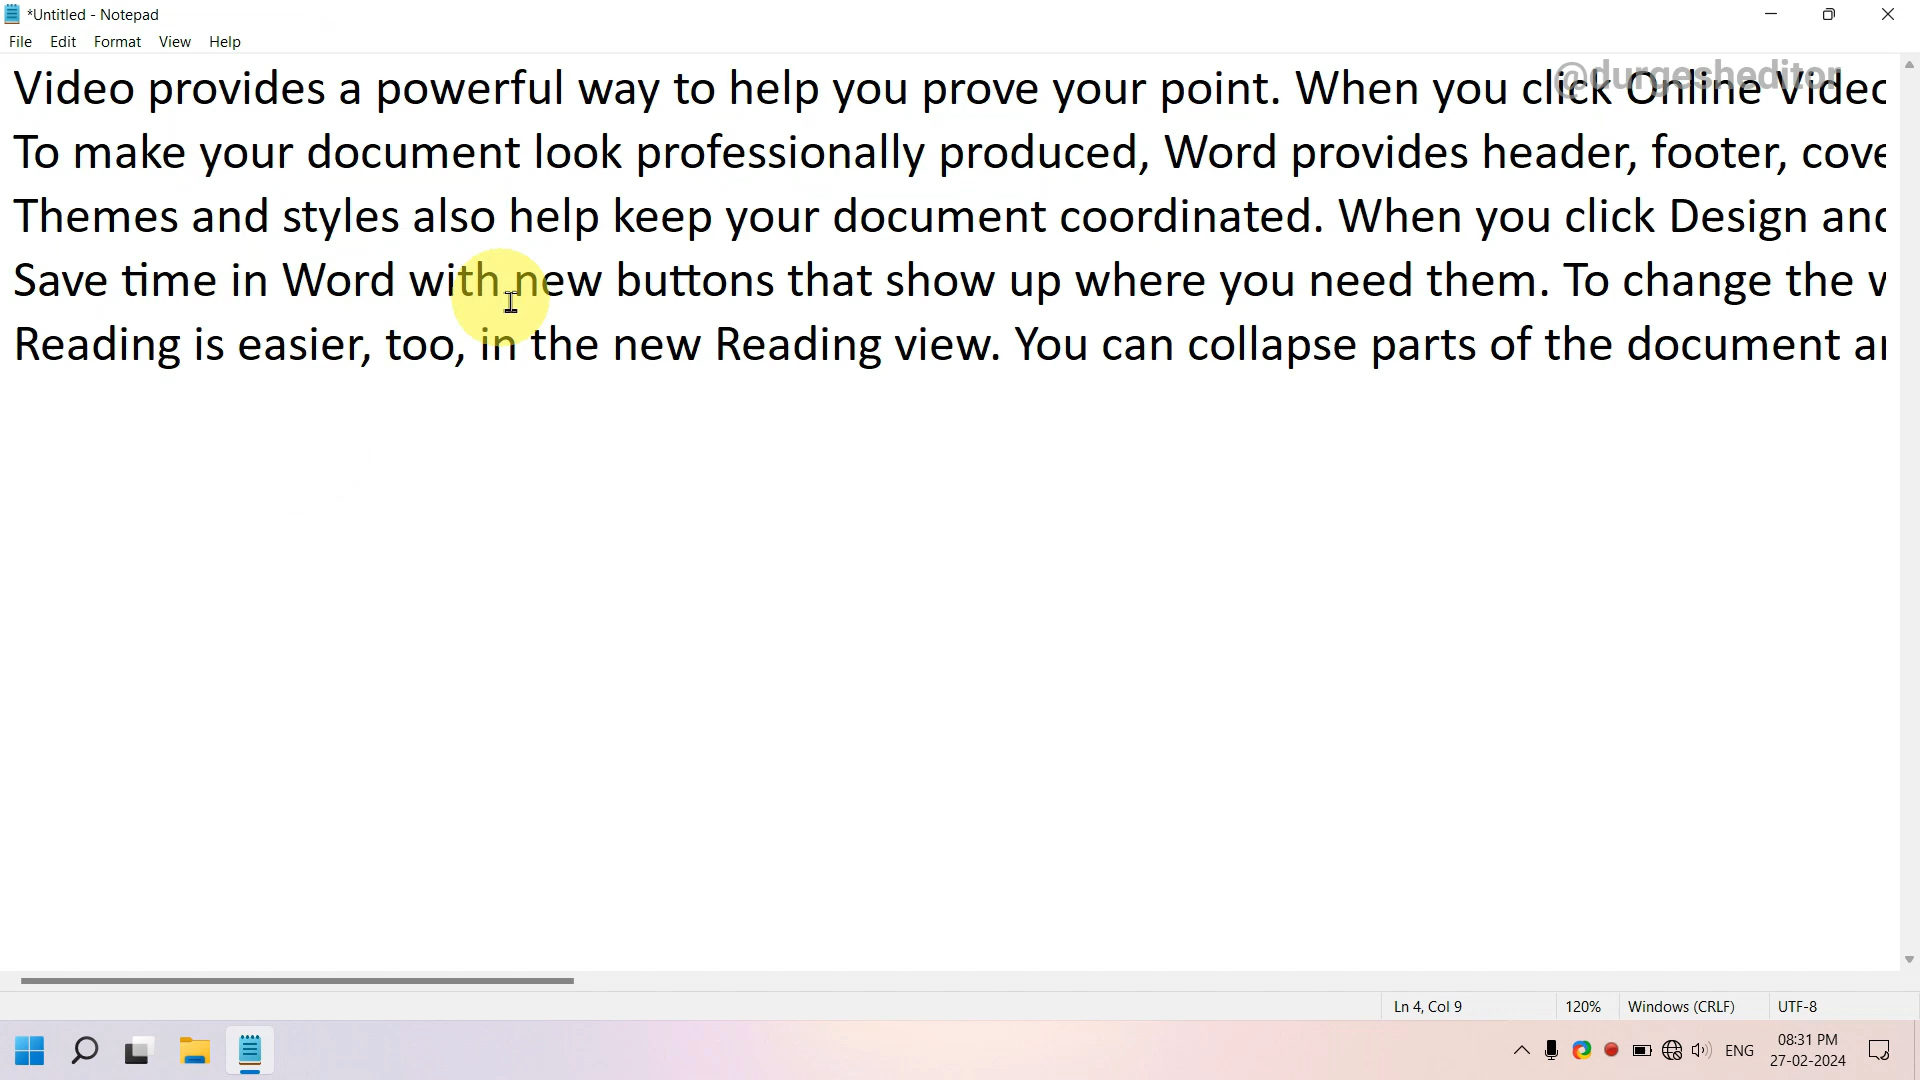 *Untitled - Notepad
File Edit Format View Help
@durgesheditor
Video provides a powerful way to help you prove your point. When you click Online Video
To make your document look professionally produced, Word provides header, footer, cove
Themes and styles also help keep your document coordinated. When you click Design and
Save time in Word with new buttons that show up where you need them. To change the w
Reading is easier, too, in the new Reading view. You can collapse parts of the document an
Ln 4, Col 9 120% Windows (CRLF) UTF-8
ENG 08:31 PM
27-02-2024